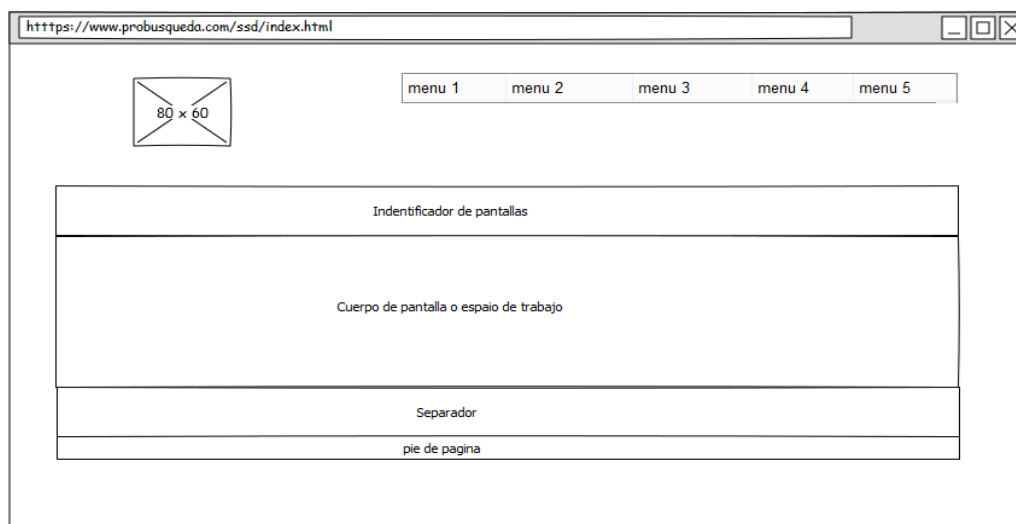 htttps://www.probusqueda.com/ssd/index.html
80 x 60
menu 1 menu 2 menu 3 menu 4 menu 5
Indentificador de pantallas
Cuerpo de pantalla o espaio de trabajo
Separador
pie de pagina